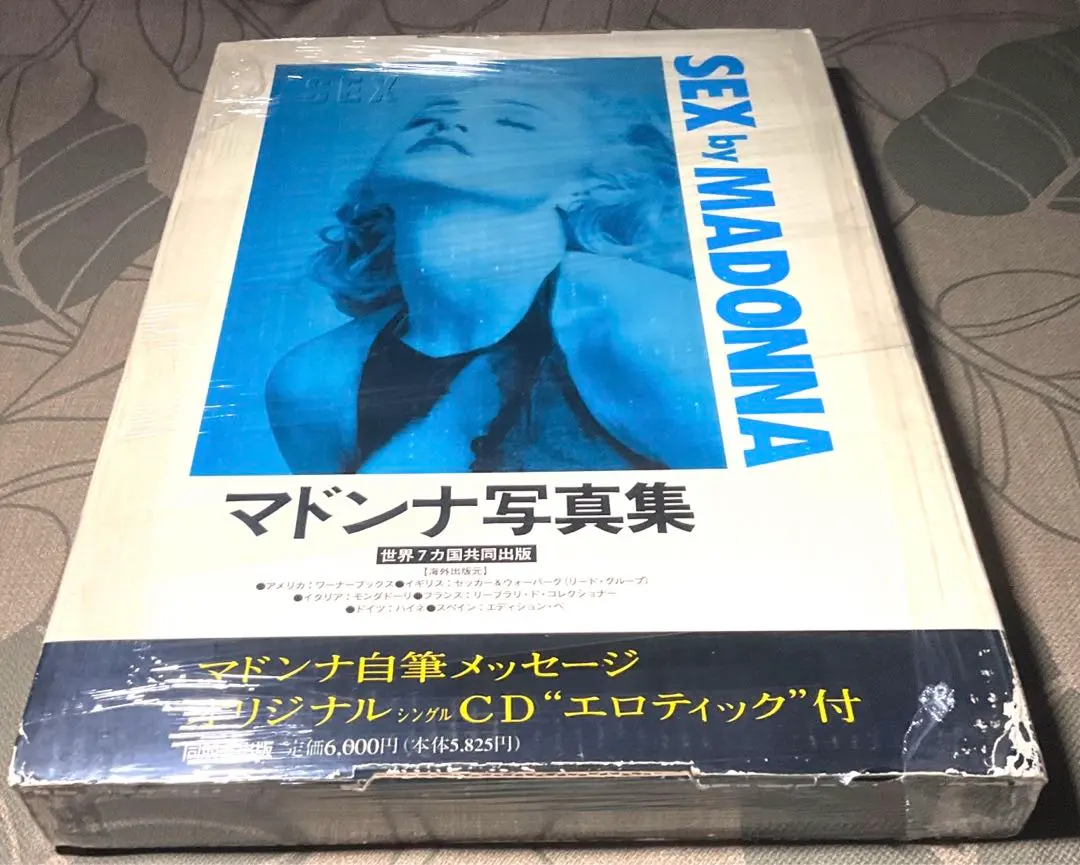 SEX
SEX by MADONNA
マドンナ写真集
世界7カ国共同出版
【海外出版元】
●アメリカ:ワーナーブックス●イギリス:セッカー&ウォーバーグ(リード・グループ)
●イタリア:モンダドーリ●フランス:リーブラリ・ド・コレクショナー
●ドイツ:ハイネ●スペイン:エディション・ベ
マドンナ自筆メッセージ
オリジナルシングルCD“エロティック”付
定価6,000円(本体5,825円)